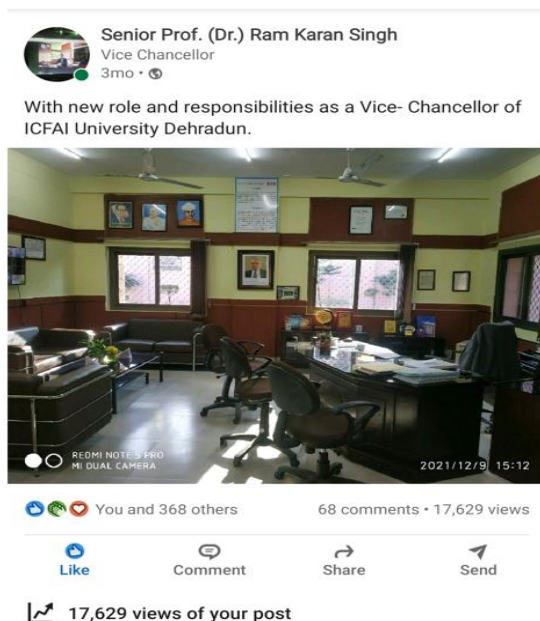 Senior Prof. (Dr.) Ram Karan Singh
Vice Chancellor
3mo •
With new role and responsibilities as a Vice- Chancellor of
ICFAI University Dehradun.
REDMI NOTE 5 PRO
MI DUAL CAMERA
2021/12/9 15:12
You and 368 others
68 comments • 17,629 views
Like
Comment
Share
Send
17,629 views of your post